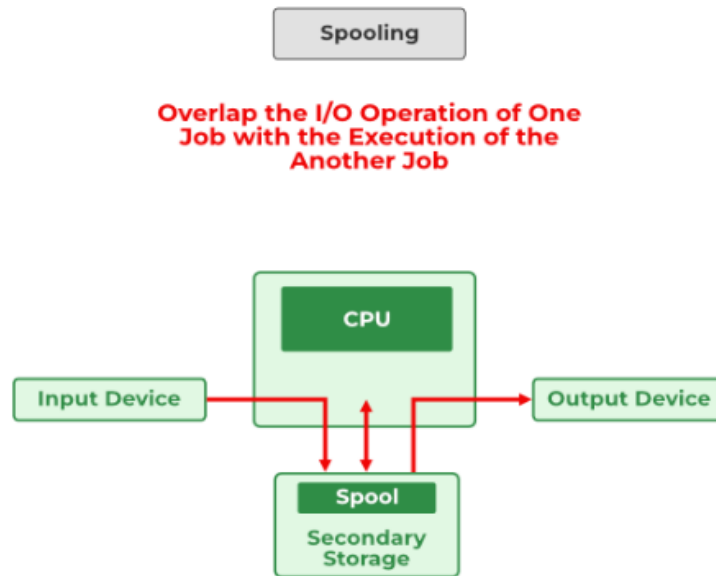 Spooling
Overlap the I/O Operation of One
Job with the Execution of the
Another Job
CPU
Input Device
Output Device
Spool
Secondary
Storage